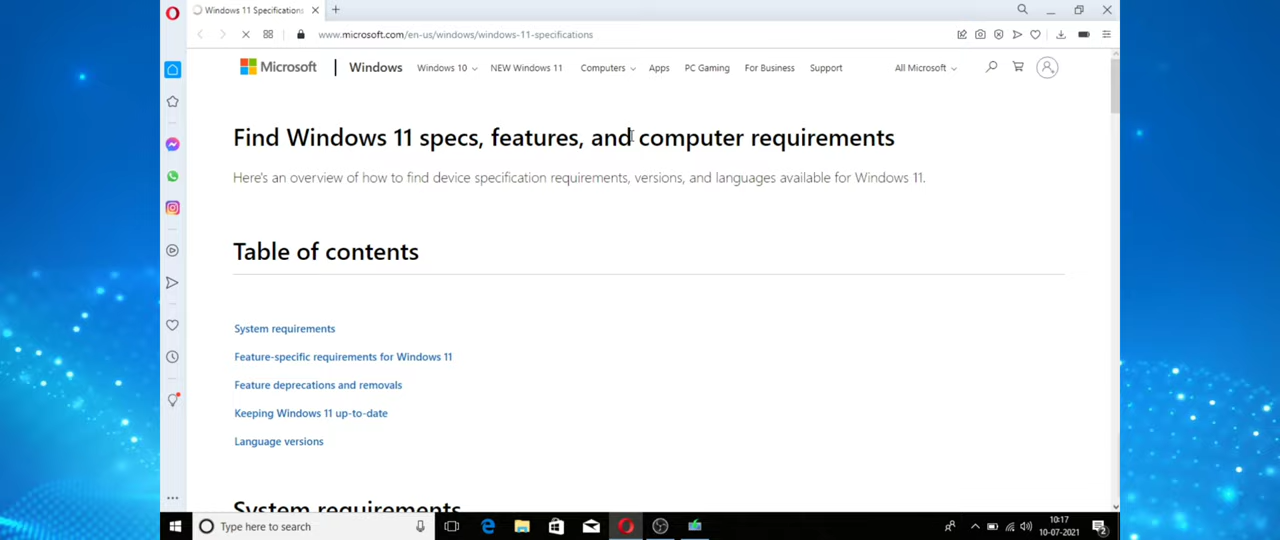 Windows 11 Specifications
www.microsoft.com/en-us/windows/windows-11-specifications
Microsoft
Windows
Windows 10
NEW Windows 11
Computers
Apps
PC Gaming
For Business
Support
All Microsoft
Find Windows 11 specs, features, and computer requirements
Here's an overview of how to find device specification requirements, versions, and languages available for Windows 11.
Table of contents
System requirements
Feature-specific requirements for Windows 11
Feature deprecations and removals
Keeping Windows 11 up-to-date
Language versions
System requirements
Type here to search
10:17
10-07-2021
2